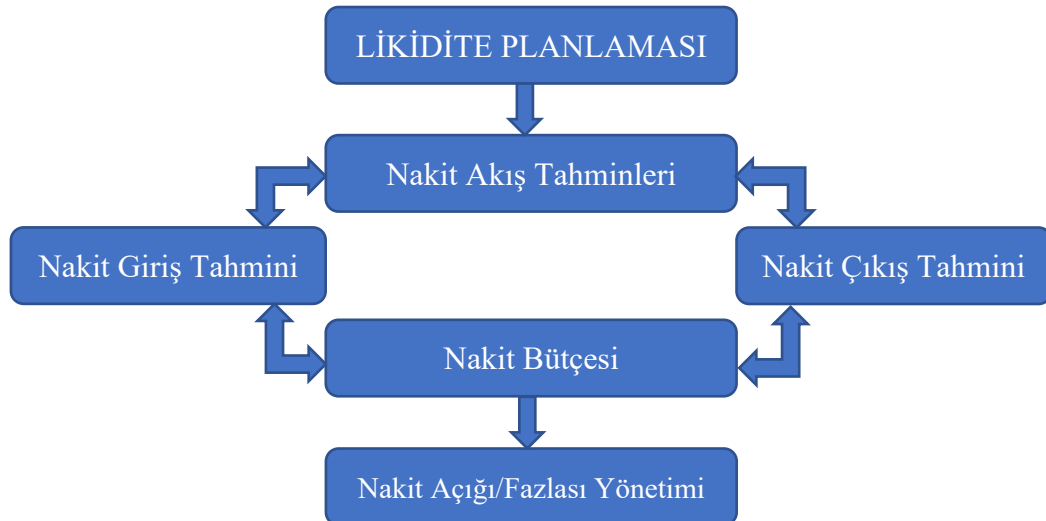 LİKİDİTE PLANLAMASI
Nakit Akış Tahminleri
Nakit Giriş Tahmini
Nakit Çıkış Tahmini
Nakit Bütçesi
Nakit Açığı/Fazlası Yönetimi